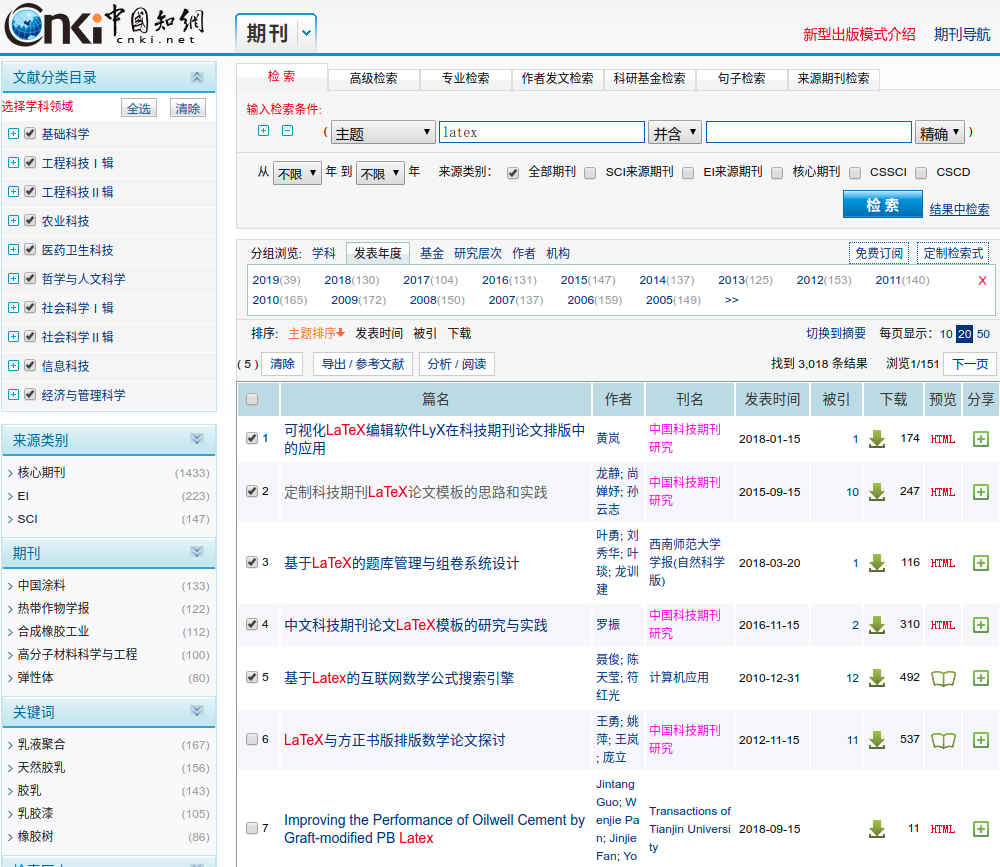 cnki 中國知網
cnki.net
期刊
新型出版模式介绍 期刊导航
文献分类目录
选择学科领域 全选 清除
基础科学
工程科技Ⅰ辑
工程科技Ⅱ辑
农业科技
医药卫生科技
哲学与人文科学
社会科学Ⅰ辑
社会科学Ⅱ辑
信息科技
经济与管理科学
来源类别
核心期刊 (1433)
EI (223)
SCI (147)
期刊
中国涂料 (133)
热带作物学报 (122)
合成橡胶工业 (112)
高分子材料科学与工程 (100)
弹性体 (80)
关键词
乳液聚合 (167)
天然胶乳 (156)
胶乳 (143)
乳胶漆 (105)
橡胶树 (86)
检索 高级检索 专业检索 作者发文检索 科研基金检索 句子检索 来源期刊检索
输入检索条件:
( 主题 latex 并含 精确 )
从 不限 年 到 不限 年 来源类别: 全部期刊 SCI来源期刊 EI来源期刊 核心期刊 CSSCI CSCD
检 索 结果中检索
分组浏览: 学科 发表年度 基金 研究层次 作者 机构 免费订阅 定制检索式
2019(39) 2018(130) 2017(104) 2016(131) 2015(147) 2014(137) 2013(125) 2012(153) 2011(140) X
2010(165) 2009(172) 2008(150) 2007(137) 2006(159) 2005(149) >>
排序: 主题排序 发表时间 被引 下载 切换到摘要 每页显示: 10 20 50
( 5 ) 清除 导出 / 参考文献 分析 / 阅读 找到 3,018 条结果 浏览1/151 下一页
篇名 作者 刊名 发表时间 被引 下载 预览 分享
1 可视化LaTeX编辑软件LyX在科技期刊论文排版中
的应用 黄岚 中国科技期刊
研究 2018-01-15 1 174 HTML
2 定制科技期刊LaTeX论文模板的思路和实践 龙静; 尚
婵妤; 孙
云志 中国科技期刊
研究 2015-09-15 10 247 HTML
3 基于LaTeX的题库管理与组卷系统设计 叶勇; 刘
秀华; 叶
琰; 龙训
建 西南师范大学
学报(自然科学
版) 2018-03-20 1 116 HTML
4 中文科技期刊论文LaTeX模板的研究与实践 罗振 中国科技期刊
研究 2016-11-15 2 310 HTML
5 基于Latex的互联网数学公式搜索引擎 聂俊; 陈
天莹; 符
红光 计算机应用 2010-12-31 12 492
6 LaTeX与方正书版排版数学论文探讨 王勇; 姚
萍; 王岚
; 庞立 中国科技期刊
研究 2012-11-15 11 537
7 Improving the Performance of Oilwell Cement by
Graft-modified PB Latex Jintang
Guo; W
enjie Pa
n; Jinjie
Fan; Yo Transactions of
Tianjin Universi
ty 2018-09-15 11 HTML